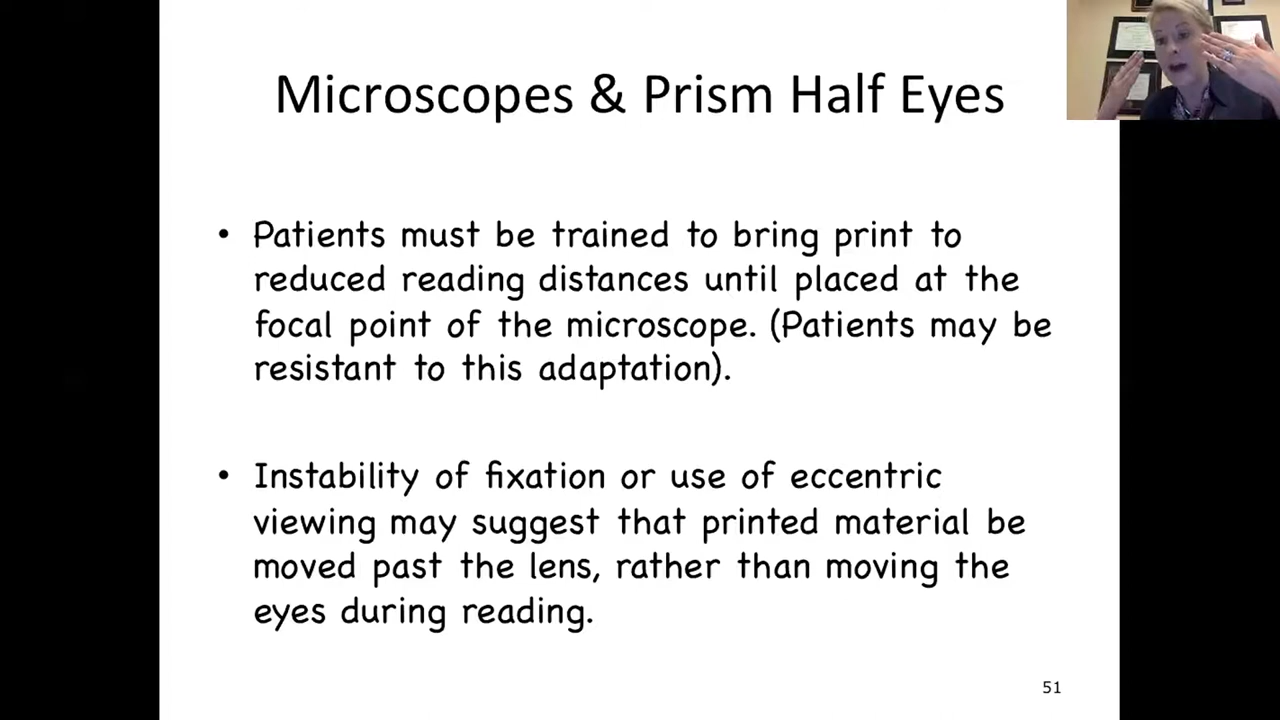 Microscopes & Prism Half Eyes
• Patients must be trained to bring print to
reduced reading distances until placed at the
focal point of the microscope. (Patients may be
resistant to this adaptation).
• Instability of fixation or use of eccentric
viewing may suggest that printed material be
moved past the lens, rather than moving the
eyes during reading.
51